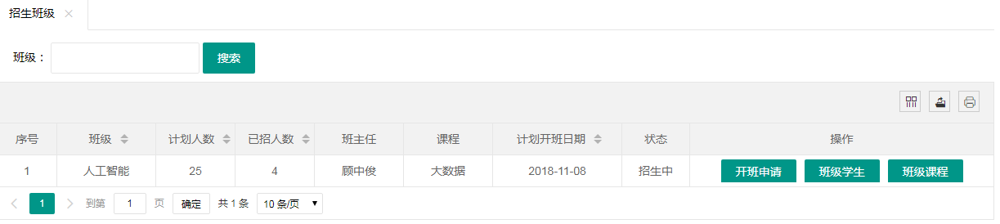 招生班级
班级： 搜索
序号 班级 计划人数 已招人数 班主任 课程 计划开班日期 状态 操作
1 人工智能 25 4 顾中俊 大数据 2018-11-08 招生中 开班申请 班级学生 班级课程
1 到第 1 页 确定 共 1 条 10 条/页